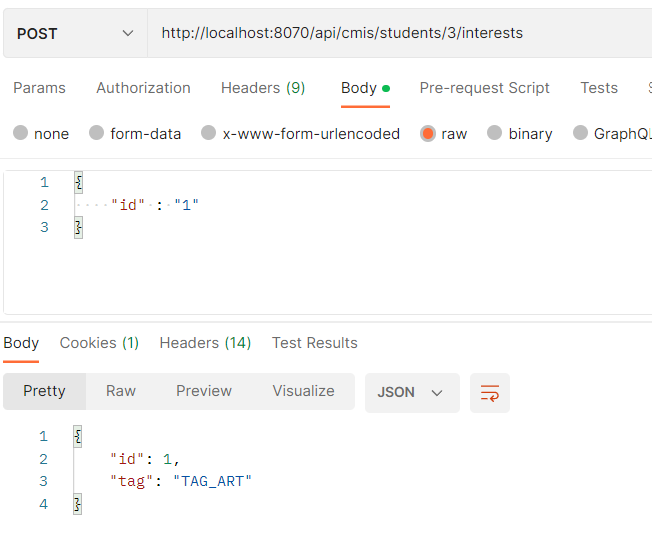 POST http://localhost:8070/api/cmis/students/3/interests
Params Authorization Headers (9) Body Pre-request Script Tests
none form-data x-www-form-urlencoded raw binary GraphQL
1 {
2 "id" : "1"
3 }
Body Cookies (1) Headers (14) Test Results
Pretty Raw Preview Visualize JSON
1 {
2 "id": 1,
3 "tag": "TAG_ART"
4 }